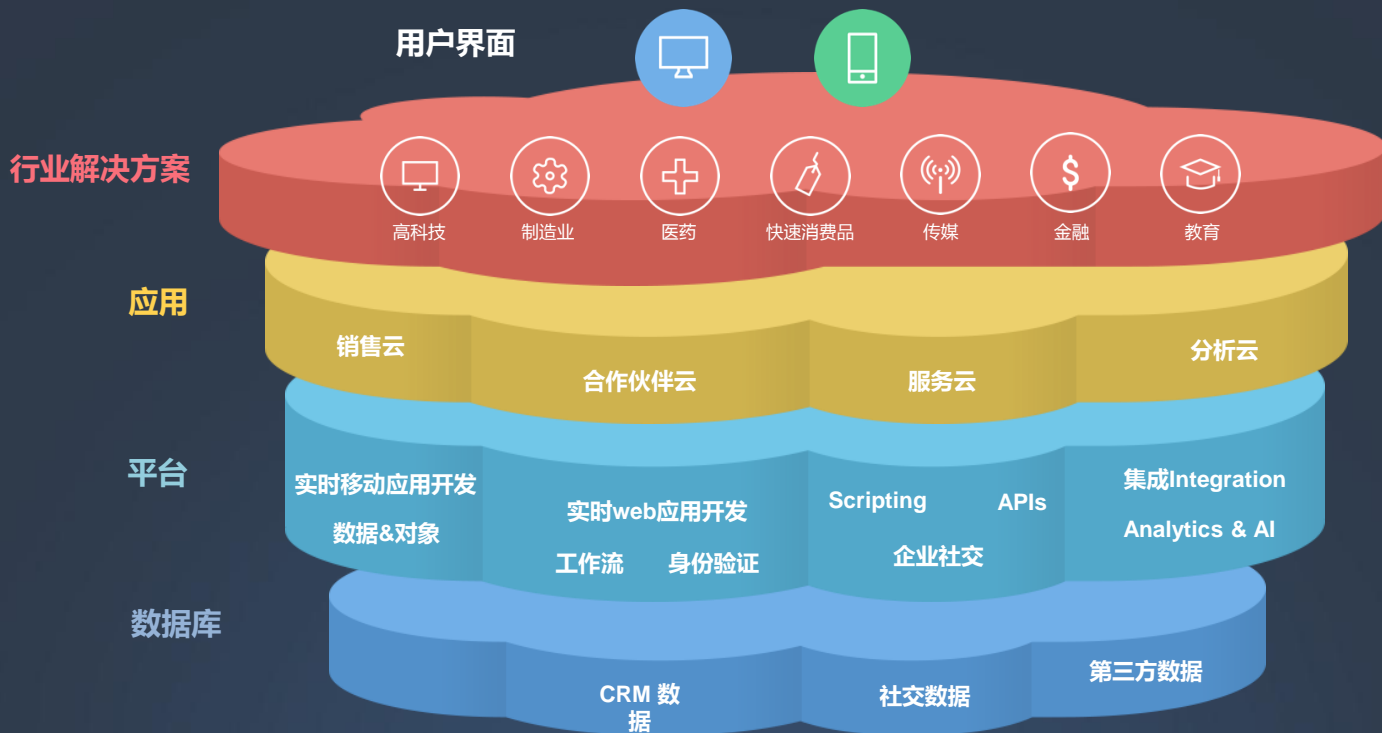 用户界面
行业解决方案
高科技
制造业
医药
快速消费品
传媒
金融
教育
应用
销售云
合作伙伴云
服务云
分析云
平台
实时移动应用开发
数据&对象
实时web应用开发
工作流 身份验证
Scripting APIs
企业社交
集成Integration
Analytics & AI
数据库
CRM 数
据
社交数据
第三方数据